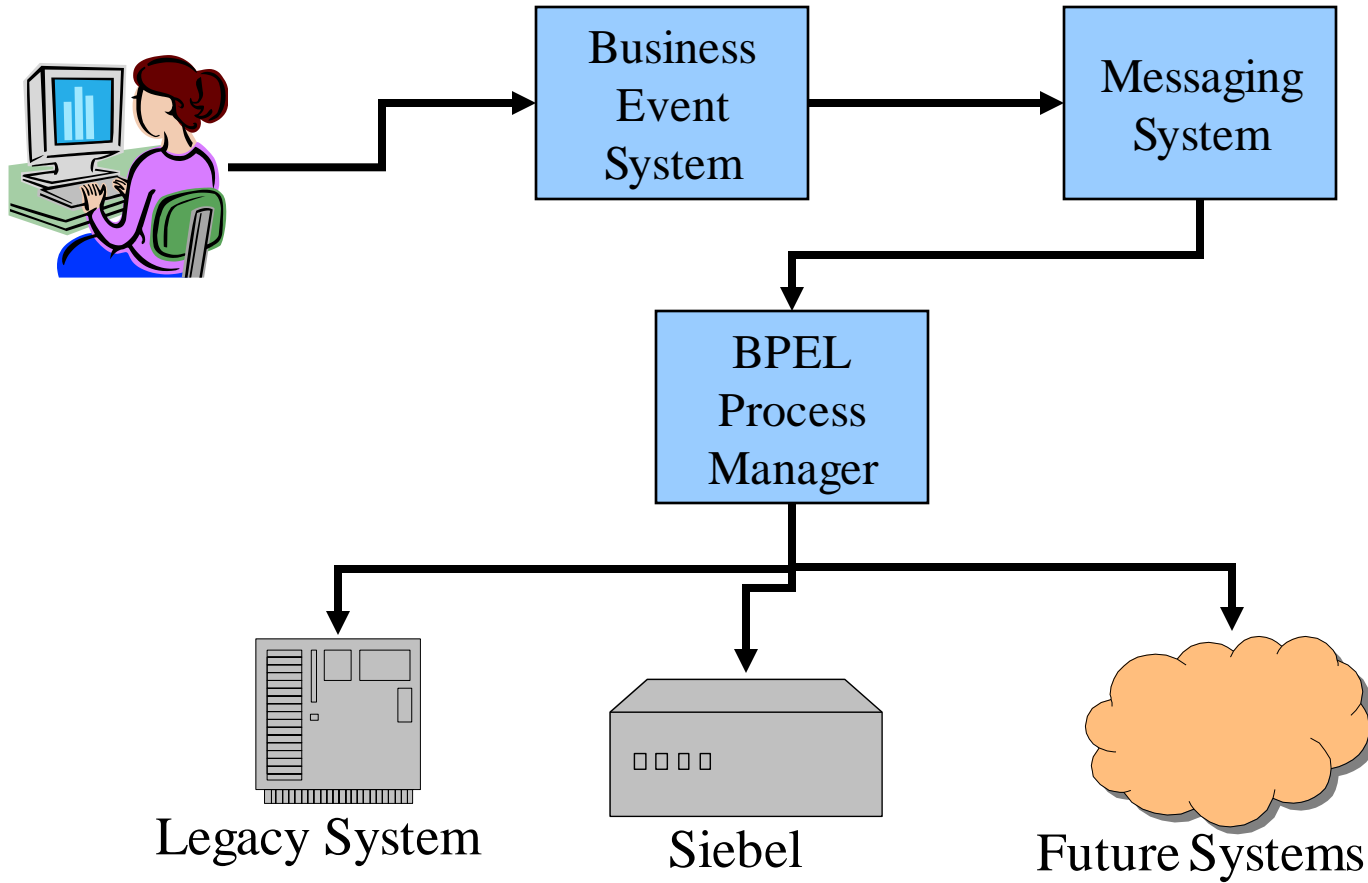 Business
Event
System
Messaging
System
BPEL
Process
Manager
Legacy System
Siebel
Future Systems